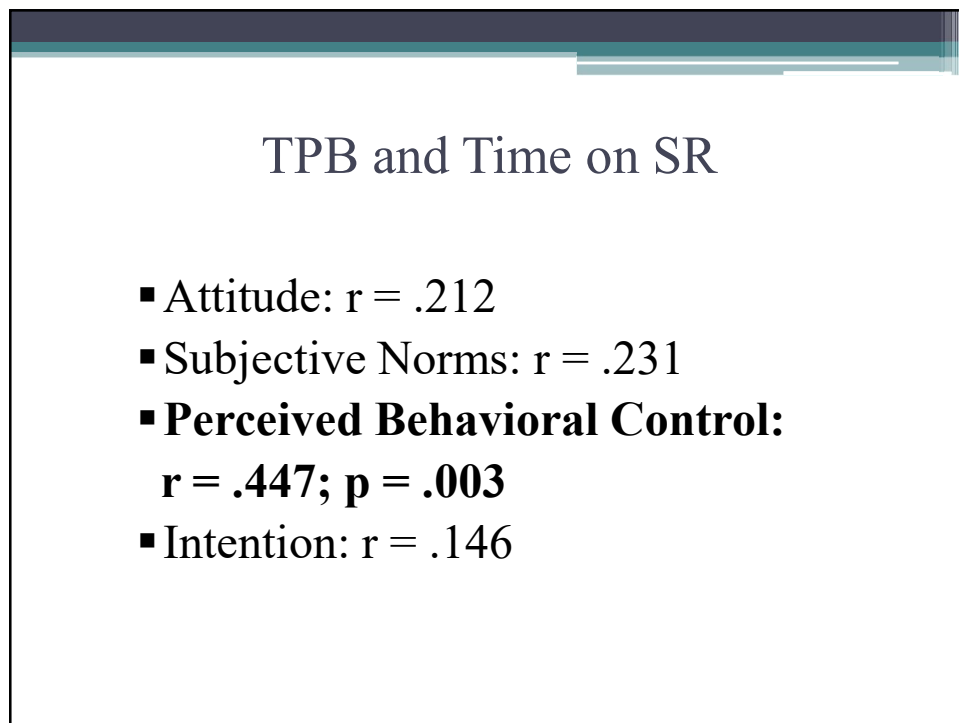 TPB and Time on SR
▪Attitude: r = .212
▪Subjective Norms: r = .231
▪Perceived Behavioral Control:
r = .447; p = .003
▪Intention: r = .146